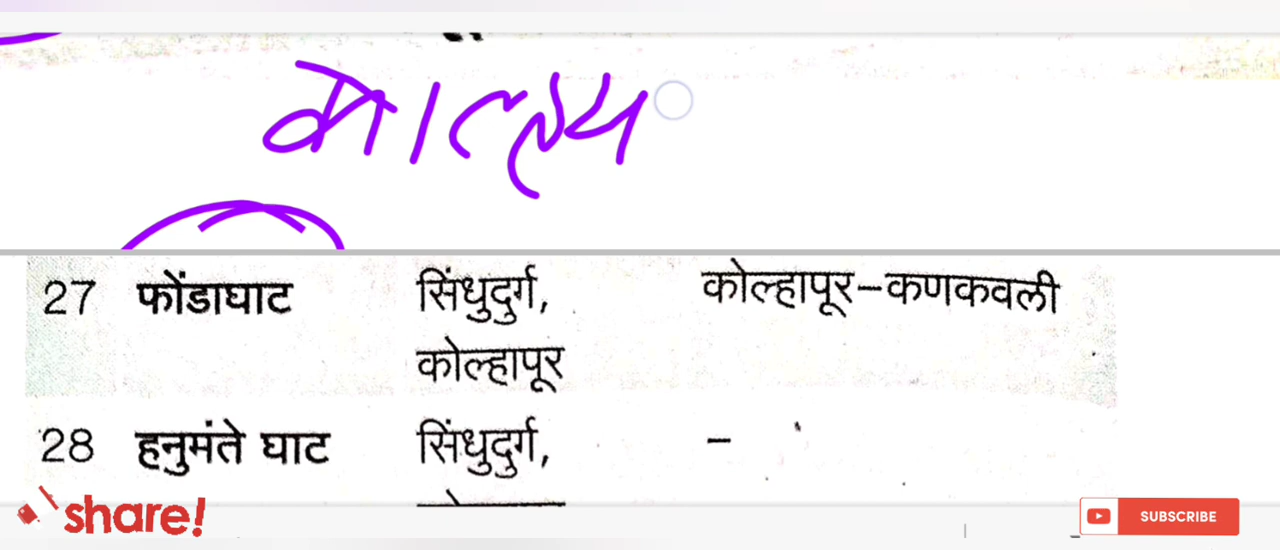 27 फोंडाघाट सिंधुदुर्ग, कोल्हापूर–कणकवली
कोल्हापूर
28 हनुमंते घाट सिंधुदुर्ग, –
share!
SUBSCRIBE